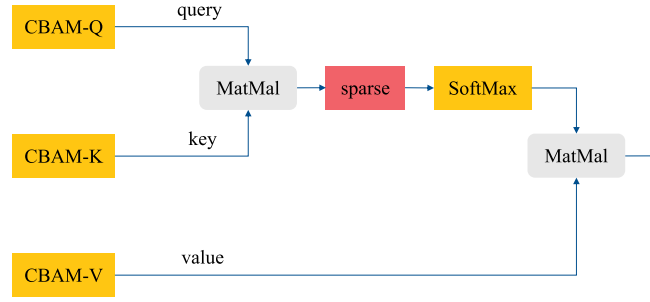 CBAM-Q
query
MatMal
sparse
SoftMax
CBAM-K
key
MatMal
CBAM-V
value